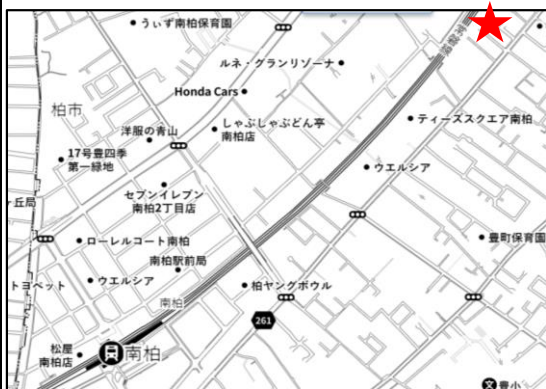 うぃず南柏保育園
ルネ・グランリゾーナ
Honda Cars
柏市
洋服の青山
しゃぶしゃぶどん亭
南柏店
ティーズスクエア南柏
17号豊四季
第一緑地
ウエルシア
セブンイレブン
南柏2丁目店
ケ丘局
ローレルコート南柏
豊町保育園
南柏駅前局
トヨペット
ウエルシア
柏ヤングボウル
南柏
261
松屋
南柏店
南柏
文
豊小